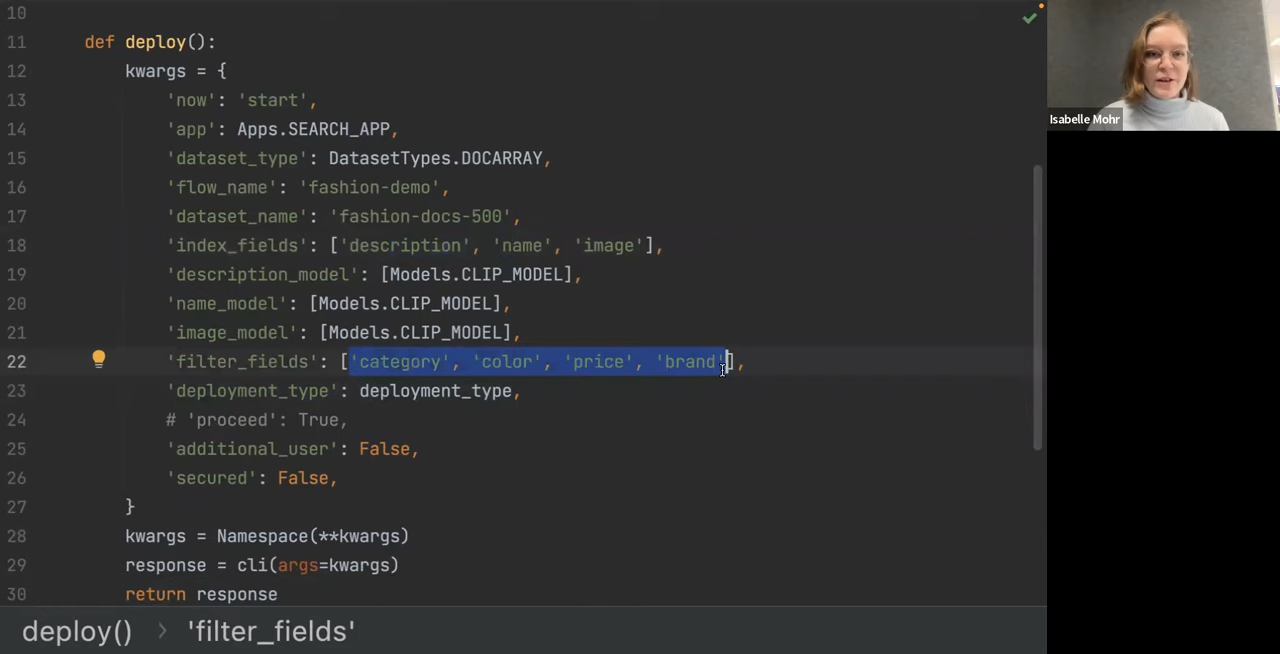 10
11 def deploy():
12 kwargs = {
13 'now': 'start',
14 'app': Apps.SEARCH_APP,
15 'dataset_type': DatasetTypes.DOCARRAY,
16 'flow_name': 'fashion-demo',
17 'dataset_name': 'fashion-docs-500',
18 'index_fields': ['description', 'name', 'image'],
19 'description_model': [Models.CLIP_MODEL],
20 'name_model': [Models.CLIP_MODEL],
21 'image_model': [Models.CLIP_MODEL],
22 'filter_fields': ['category', 'color', 'price', 'brand'],
23 'deployment_type': deployment_type,
24 # 'proceed': True,
25 'additional_user': False,
26 'secured': False,
27 }
28 kwargs = Namespace(**kwargs)
29 response = cli(args=kwargs)
30 return response
deploy() > 'filter_fields'
Isabelle Mohr